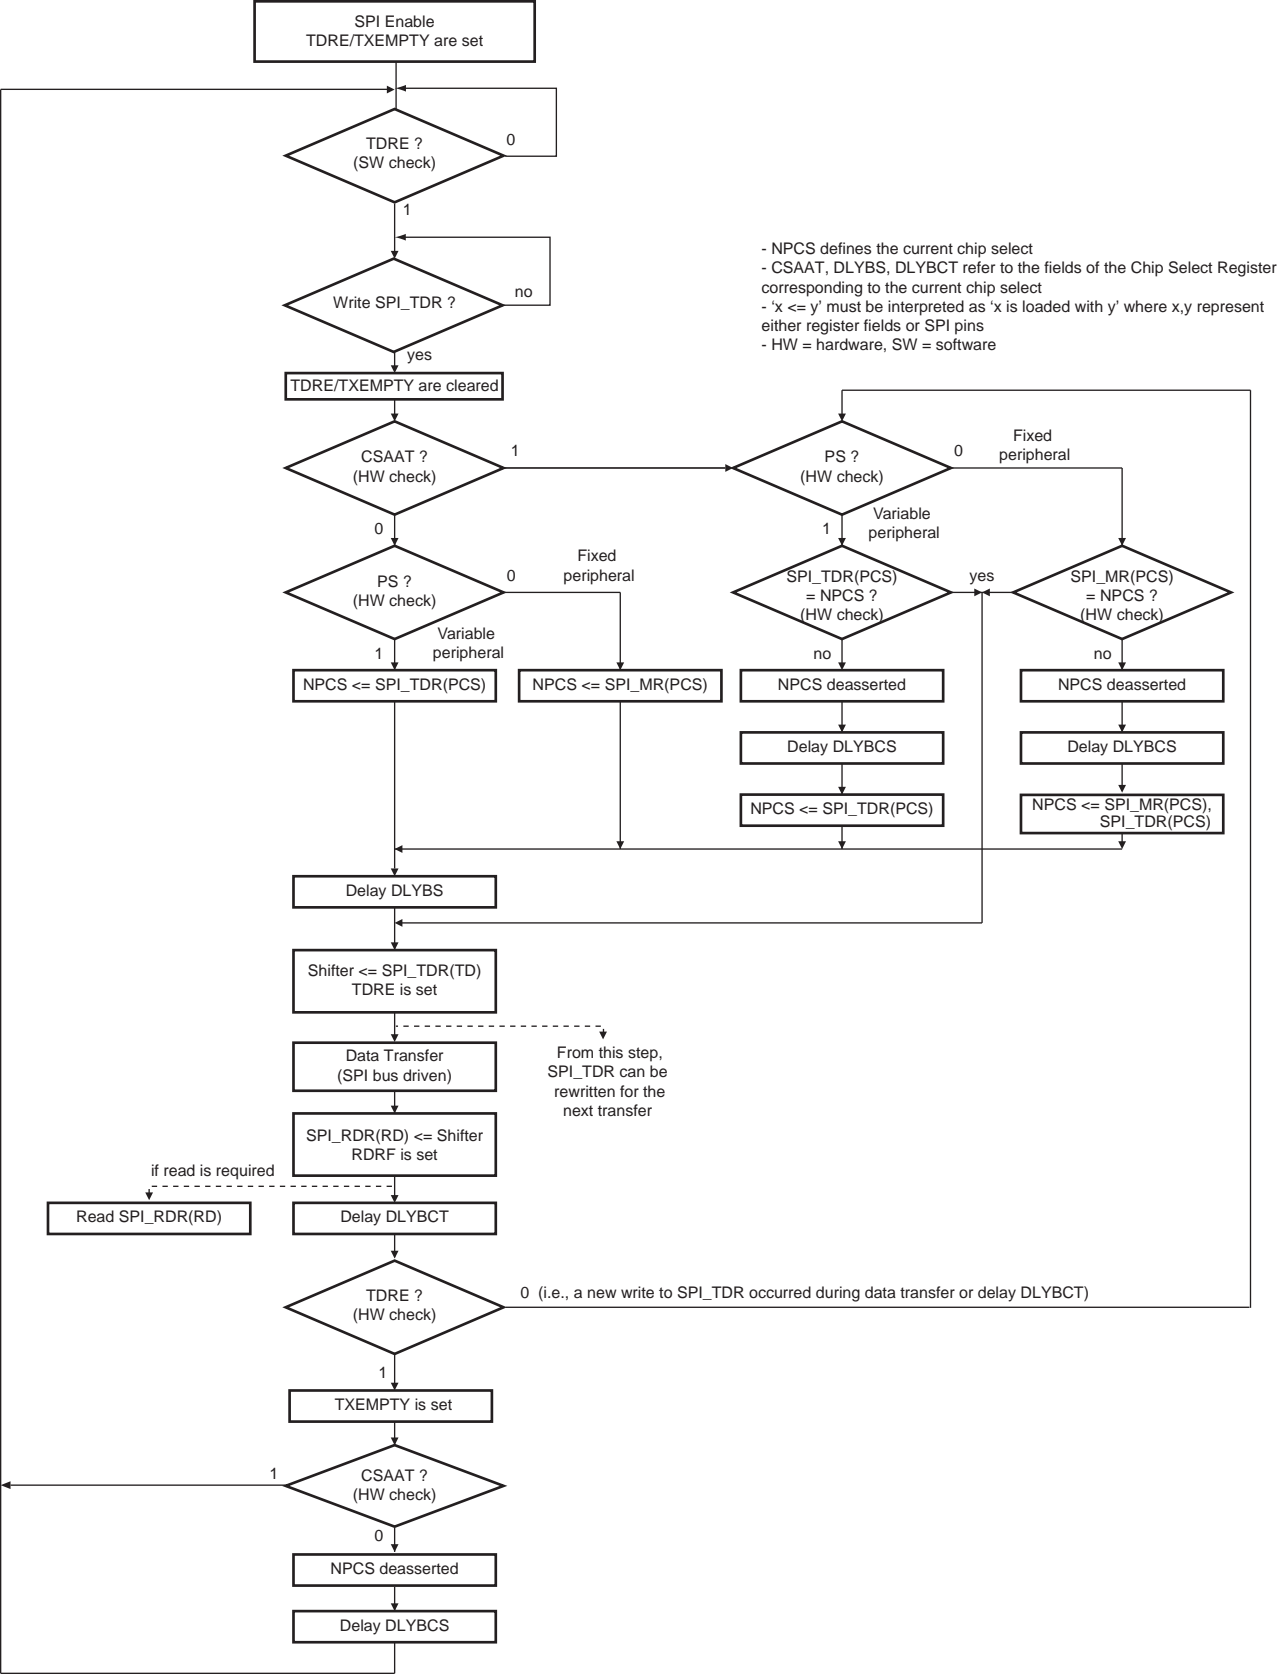 SPI Enable
TDRE/TXEMPTY are set
TDRE ?
(SW check)
0
1
Write SPI_TDR ?
no
yes
- NPCS defines the current chip select
- CSAAT, DLYBS, DLYBCT refer to the fields of the Chip Select Register
corresponding to the current chip select
- ‘x <= y’ must be interpreted as ‘x is loaded with y’ where x,y represent
either register fields or SPI pins
- HW = hardware, SW = software
TDRE/TXEMPTY are cleared
CSAAT ?
(HW check)
1
0
PS ?
(HW check)
0
Fixed
peripheral
1
Variable
peripheral
PS ?
(HW check)
0
Fixed
peripheral
1
Variable
peripheral
SPI_TDR(PCS)
= NPCS ?
(HW check)
yes
SPI_MR(PCS)
= NPCS ?
(HW check)
no
no
NPCS <= SPI_TDR(PCS)
NPCS <= SPI_MR(PCS)
NPCS deasserted
NPCS deasserted
Delay DLYBCS
Delay DLYBCS
NPCS <= SPI_TDR(PCS)
NPCS <= SPI_MR(PCS),
SPI_TDR(PCS)
Delay DLYBS
Shifter <= SPI_TDR(TD)
TDRE is set
Data Transfer
(SPI bus driven)
From this step,
SPI_TDR can be
rewritten for the
next transfer
SPI_RDR(RD) <= Shifter
RDRF is set
if read is required
Read SPI_RDR(RD)
Delay DLYBCT
TDRE ?
(HW check)
0 (i.e., a new write to SPI_TDR occurred during data transfer or delay DLYBCT)
1
TXEMPTY is set
CSAAT ?
(HW check)
1
0
NPCS deasserted
Delay DLYBCS